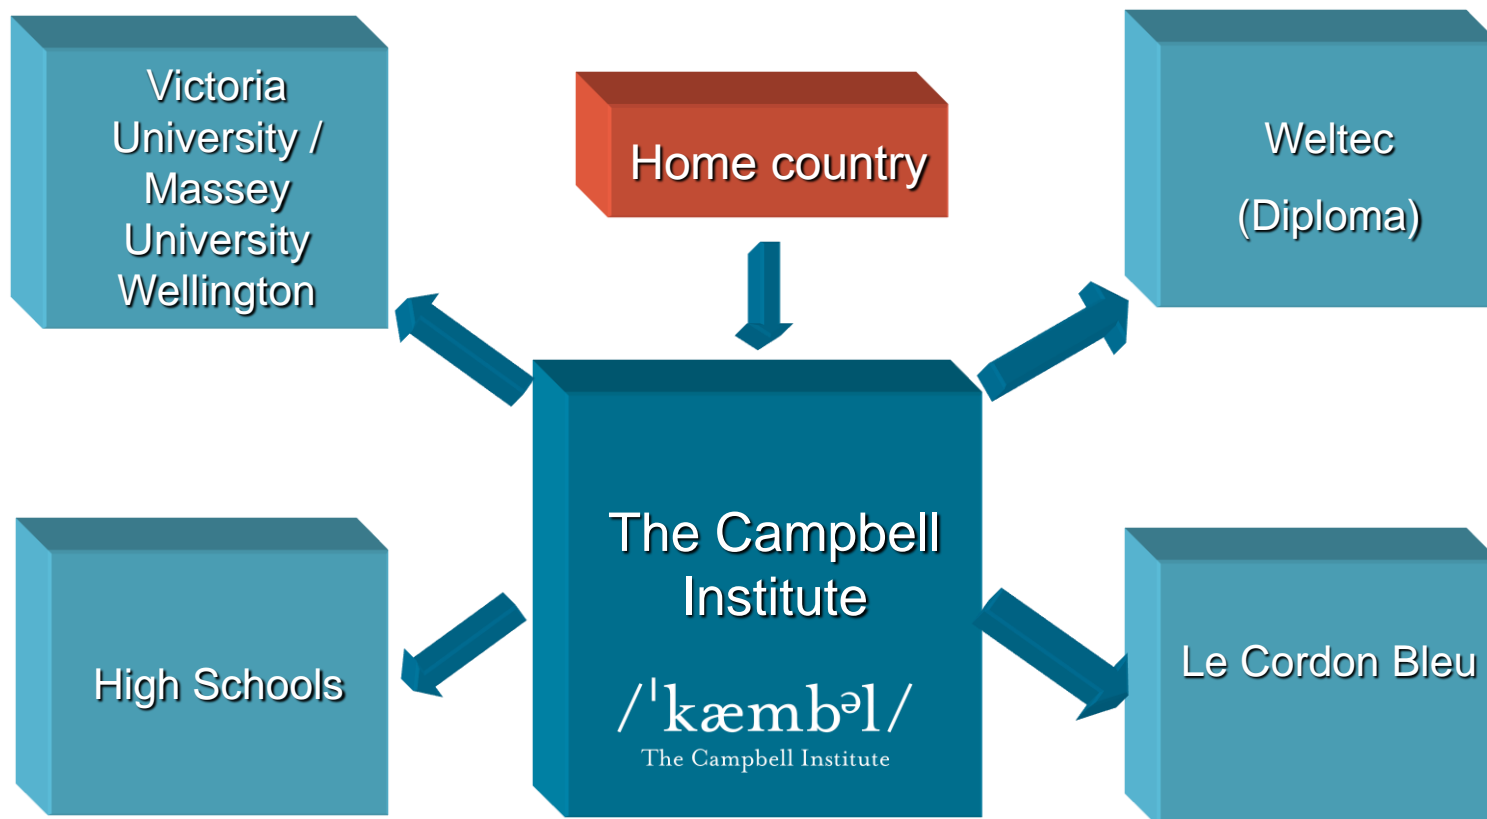 Victoria
University /
Massey
University
Wellington
Home country
Weltec
(Diploma)
The Campbell
Institute
/ˈkæmbᵊl/
The Campbell Institute
High Schools
Le Cordon Bleu